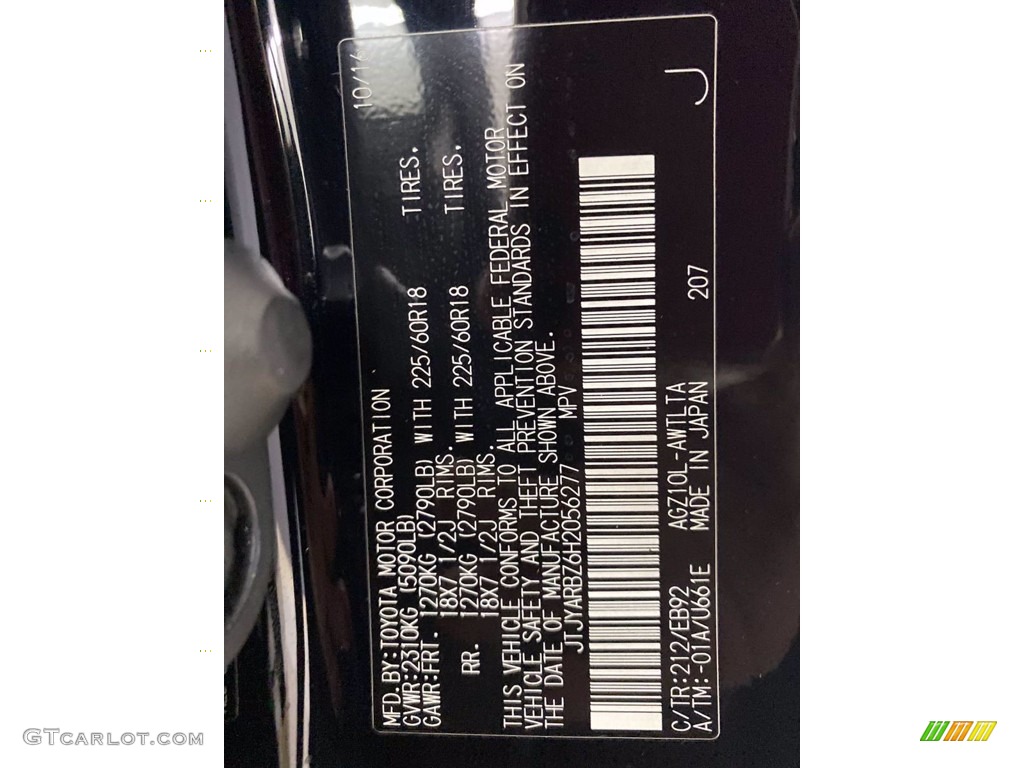 MFD.BY:TOYOTA MOTOR CORPORATION 10/16
GVWR:2310KG (5090LB)
GAWR:FRT. 1270KG (2790LB) WITH 225/60R18 TIRES.
18X7 1/2J RIMS.
RR. 1270KG (2790LB) WITH 225/60R18 TIRES.
18X7 1/2J RIMS.
THIS VEHICLE CONFORMS TO ALL APPLICABLE FEDERAL MOTOR
VEHICLE SAFETY AND THEFT PREVENTION STANDARDS IN EFFECT ON
THE DATE OF MANUFACTURE SHOWN ABOVE.
JTJYARBZ6H2056277 MPV
C/TR:212/EB92 AGZ10L-AWTLTA 207
A/TM:-01A/U661E MADE IN JAPAN
J
GTCarlot.com